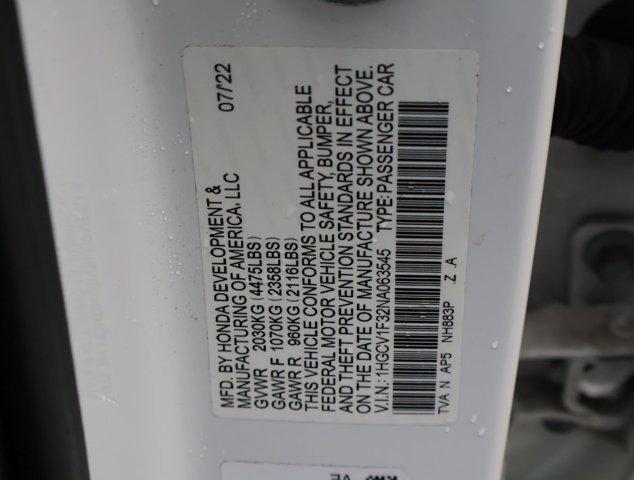 MFD. BY HONDA DEVELOPMENT & 07/22
MANUFACTURING OF AMERICA, LLC
GVWR 2030KG (4475LBS)
GAWR F 1070KG (2358LBS)
GAWR R 960KG (2116LBS)
THIS VEHICLE CONFORMS TO ALL APPLICABLE
FEDERAL MOTOR VEHICLE SAFETY, BUMPER,
AND THEFT PREVENTION STANDARDS IN EFFECT
ON THE DATE OF MANUFACTURE SHOWN ABOVE.
V.I.N.: 1HGCV1F32NA063545 TYPE:PASSENGER CAR
TVA N AP5 NH883P Z A
VE